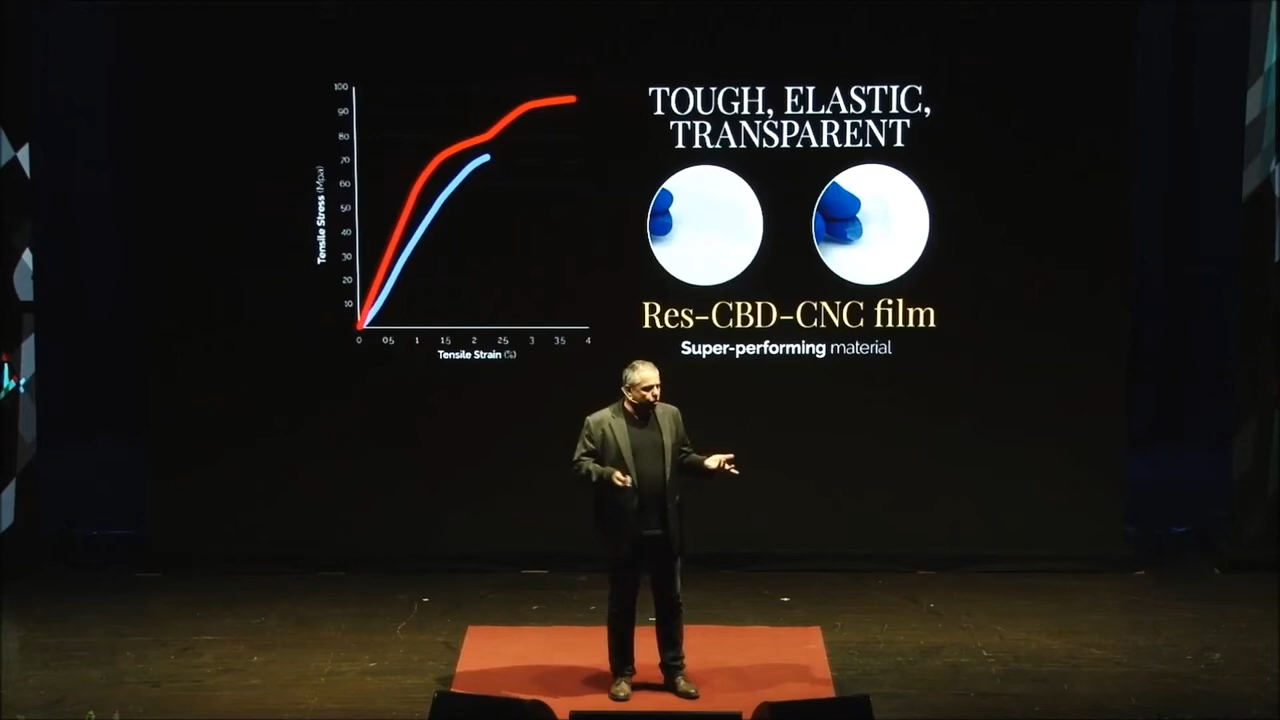 100
90
80
70
60
50
40
30
20
10
Tensile Stress (Mpa)
0 0.5 1 1.5 2 2.5 3 3.5 4
Tensile Strain (%)
TOUGH, ELASTIC,
TRANSPARENT
Res-CBD-CNC film
Super-performing material